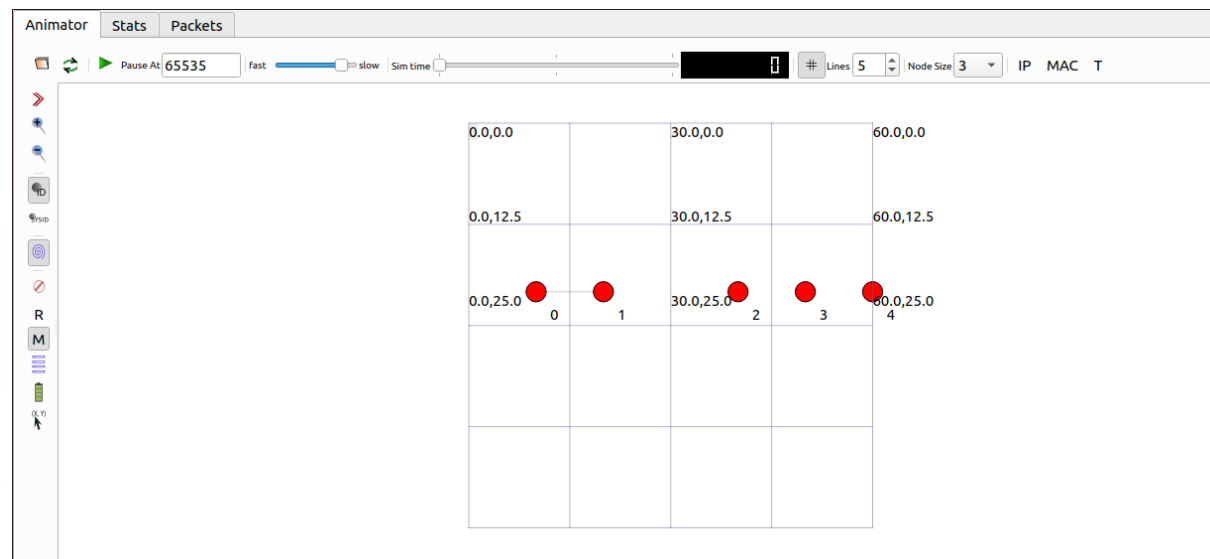 Animator Stats Packets
Pause At 65535 fast slow Sim time 0 # Lines 5 Node Size 3 IP MAC T
ID
SYSID
R
M
(X, Y)
0.0,0.0 30.0,0.0 60.0,0.0
0.0,12.5 30.0,12.5 60.0,12.5
0.0,25.0 30.0,25.0 60.0,25.0
0 1 2 3 4